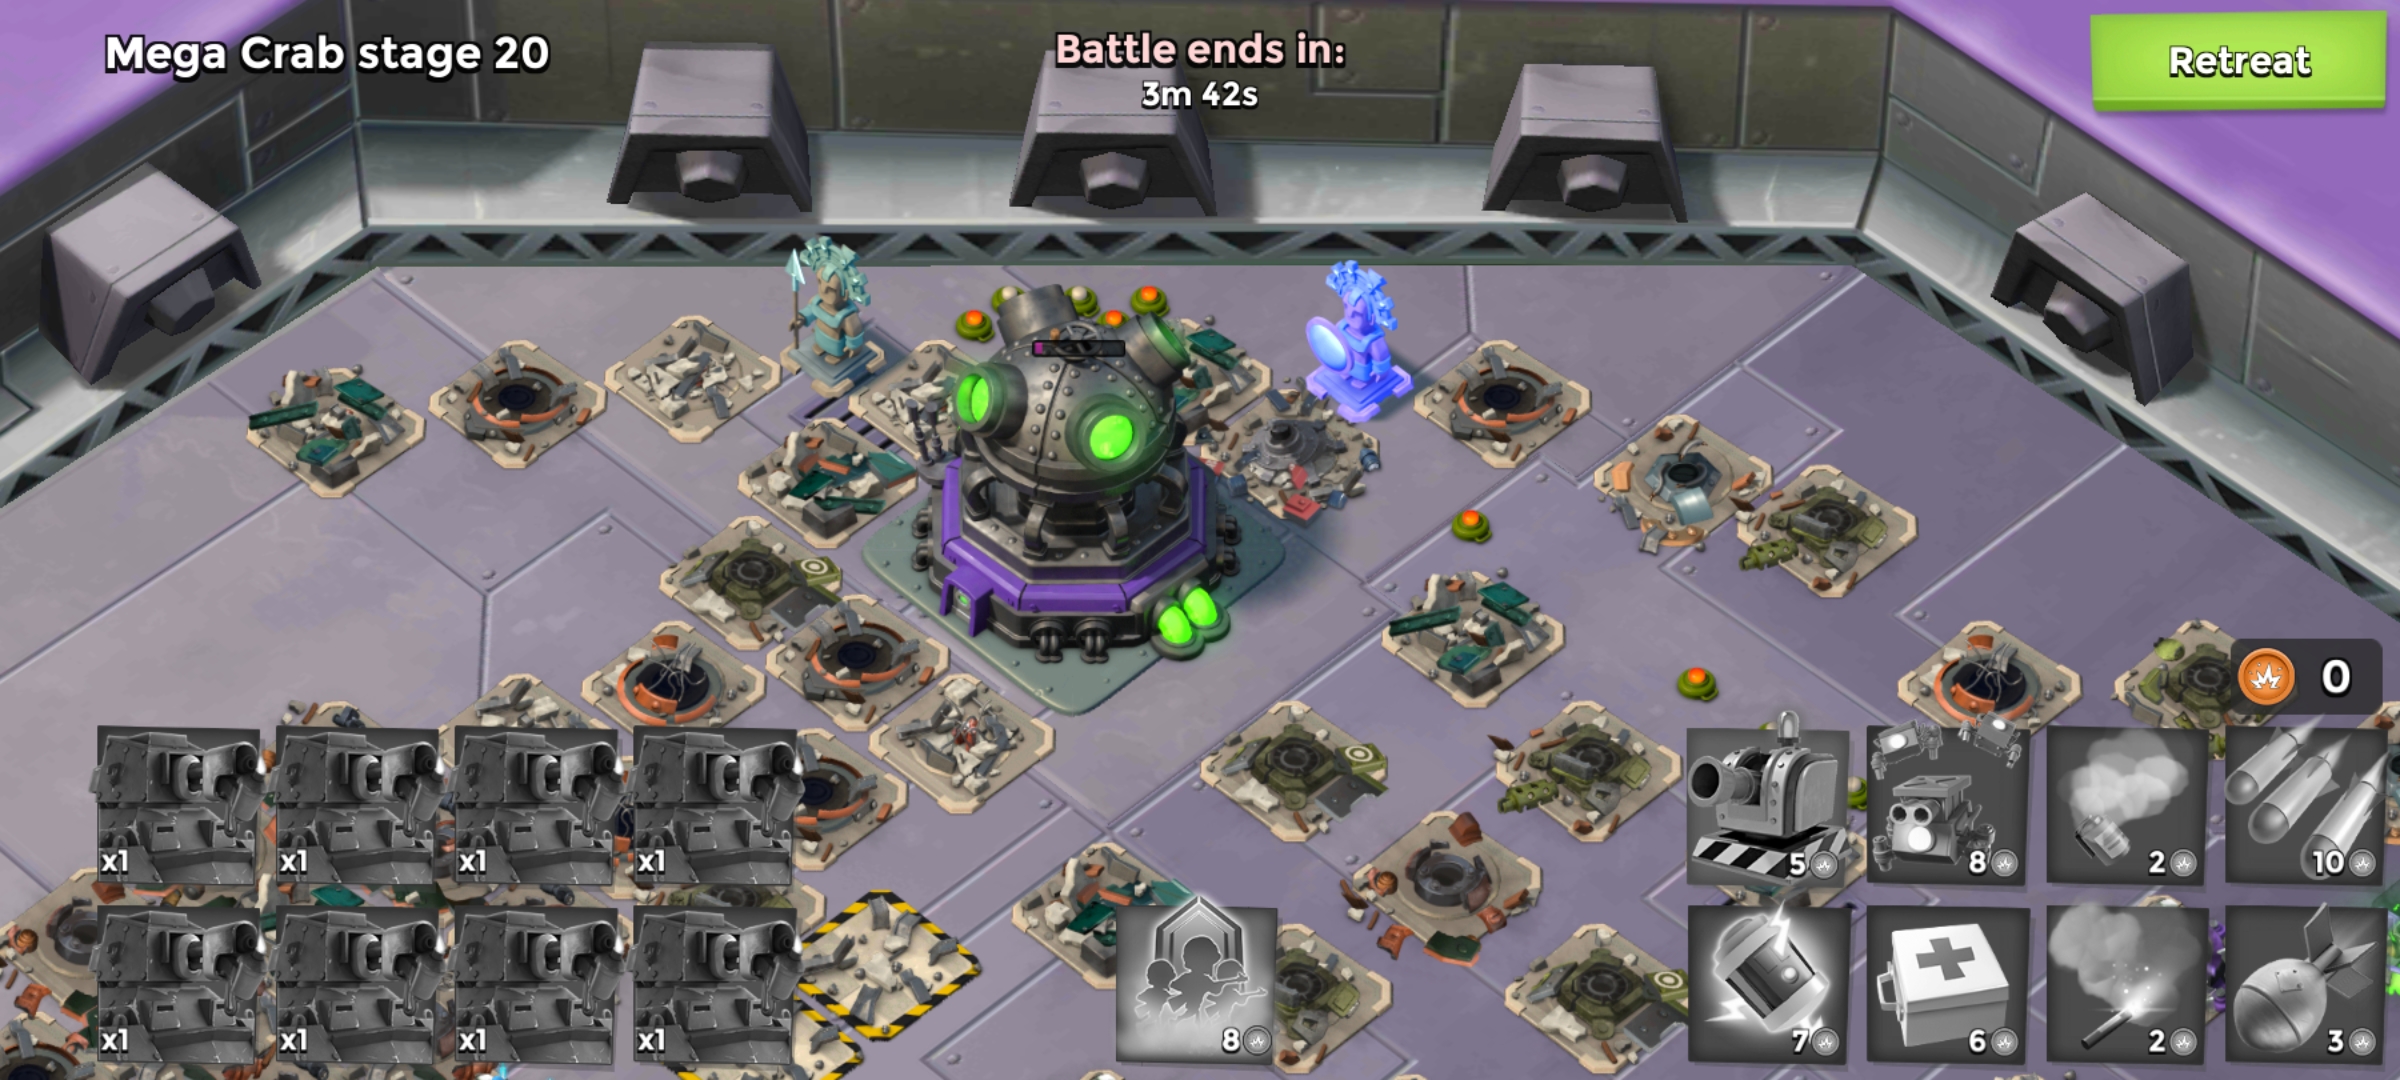 Mega Crab stage 20
Battle ends in:
3m 42s
Retreat
0
x1
x1
x1
x1
5
8
2
10
x1
x1
x1
x1
8
7
6
2
3